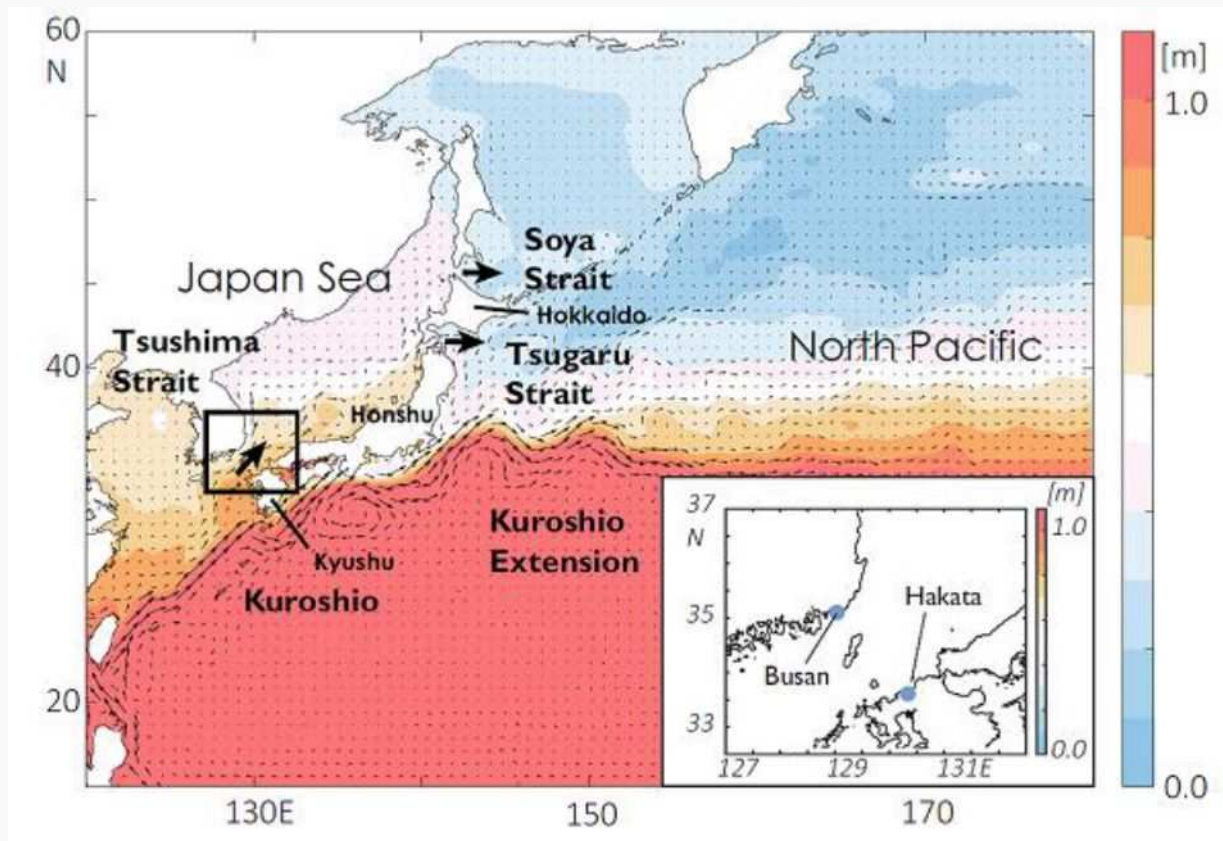 60
N
[m]
1.0
Soya
Strait
Japan Sea
Hokkaido
Tsushima
Strait
North Pacific
40
Tsugaru
Strait
Honshu
Kuroshio
Extension
Kyushu
Kuroshio
20
37
N
[m]
1.0
Hakata
35
Busan
33
0.0
127
129
131E
0.0
130E
150
170